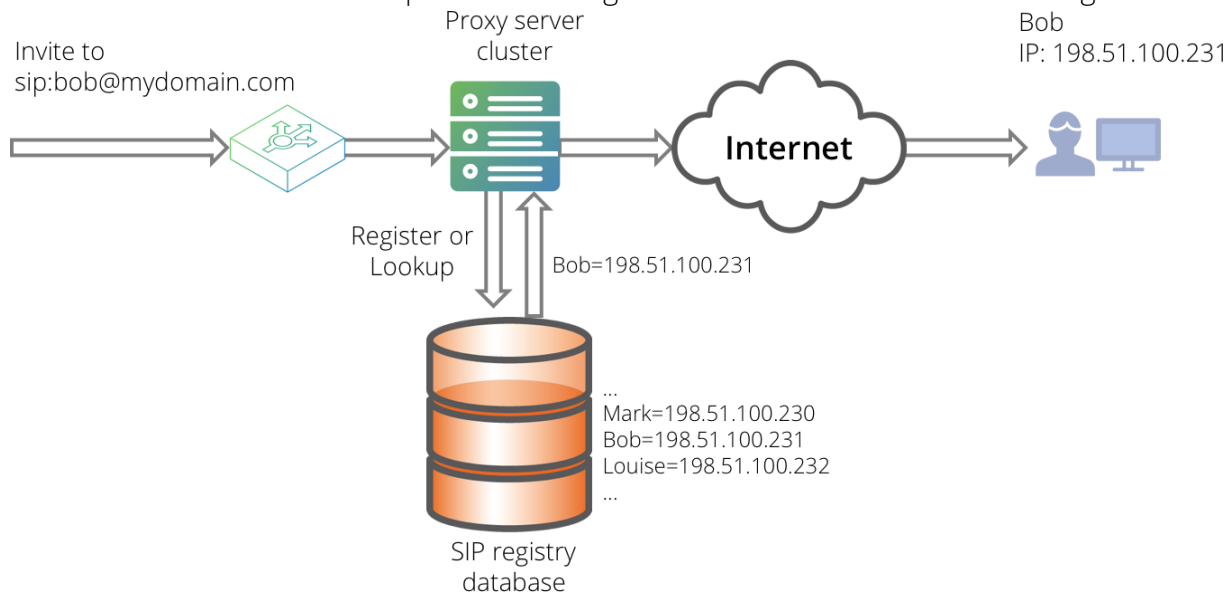 Proxy server
cluster
Bob
IP: 198.51.100.231
Invite to
sip:bob@mydomain.com
Internet
Register or
Lookup
Bob=198.51.100.231
...
Mark=198.51.100.230
Bob=198.51.100.231
Louise=198.51.100.232
...
SIP registry
database